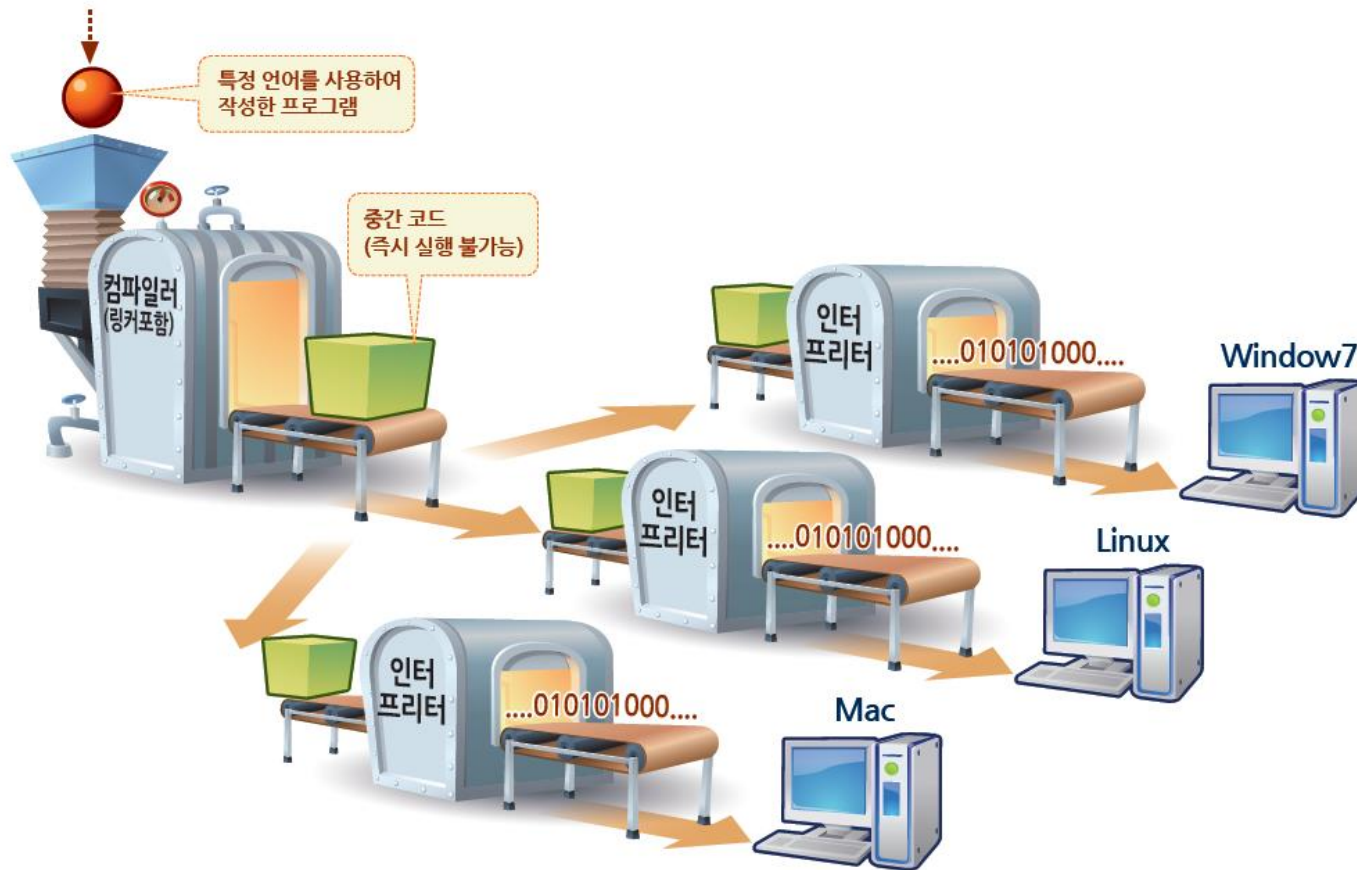 특정 언어를 사용하여
작성한 프로그램
중간 코드
(즉시 실행 불가능)
컴파일러
(링커포함)
인터
프리터
....010101000....
Window7
인터
프리터
....010101000....
Linux
인터
프리터
....010101000....
Mac